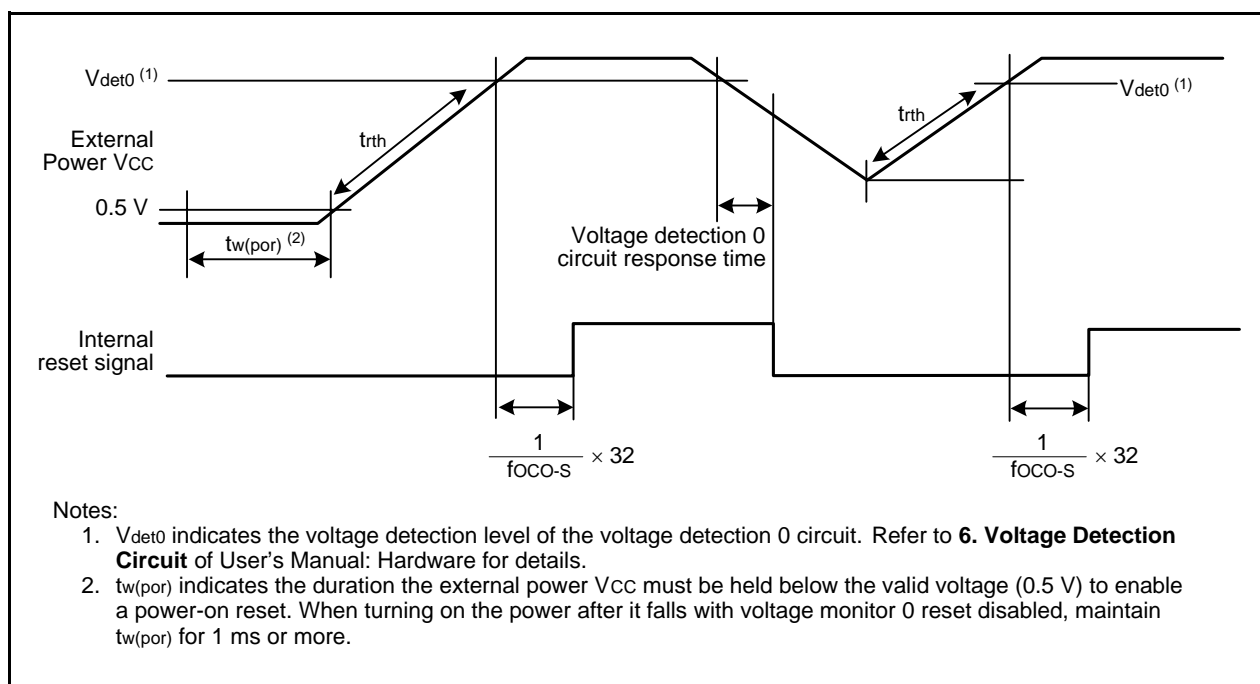 Vdet0 (1)
Vdet0 (1)
trth
trth
External
Power VCC
0.5 V
tw(por) (2)
Voltage detection 0
circuit response time
Internal
reset signal
1
fOCO-S
× 32
1
fOCO-S
× 32
Notes:
1. Vdet0 indicates the voltage detection level of the voltage detection 0 circuit. Refer to 6. Voltage Detection
Circuit of User's Manual: Hardware for details.
2. tw(por) indicates the duration the external power VCC must be held below the valid voltage (0.5 V) to enable
a power-on reset. When turning on the power after it falls with voltage monitor 0 reset disabled, maintain
tw(por) for 1 ms or more.